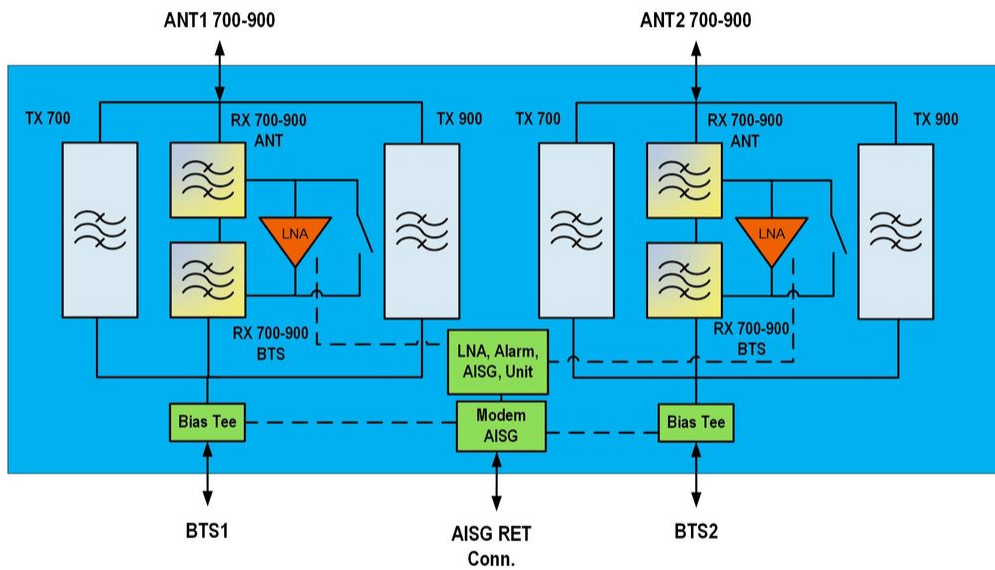 ANT1 700-900
ANT2 700-900
TX 700
RX 700-900
ANT
TX 900
TX 700
RX 700-900
ANT
TX 900
LNA
LNA
RX 700-900
BTS
RX 700-900
BTS
LNA, Alarm,
AISG, Unit
Bias Tee
Modem
AISG
Bias Tee
BTS1
AISG RET
Conn.
BTS2